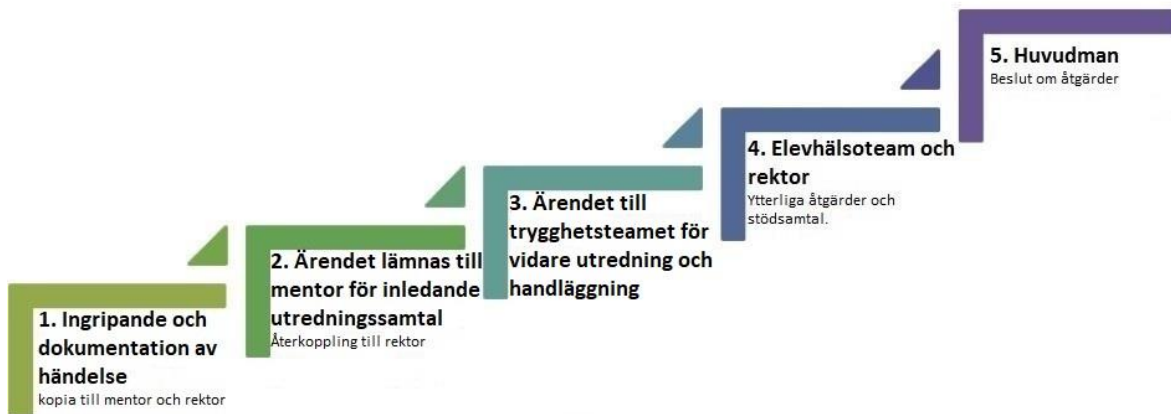 1. Ingripande och
dokumentation av
händelse
kopia till mentor och rektor
2. Ärendet lämnas till
mentor för inledande
utredningssamtal
Återkoppling till rektor
3. Ärendet till
trygghetsteamet för
vidare utredning och
handläggning
4. Elevhälsoteam och
rektor
Ytterliga åtgärder och
stödsamtal.
5. Huvudman
Beslut om åtgärder